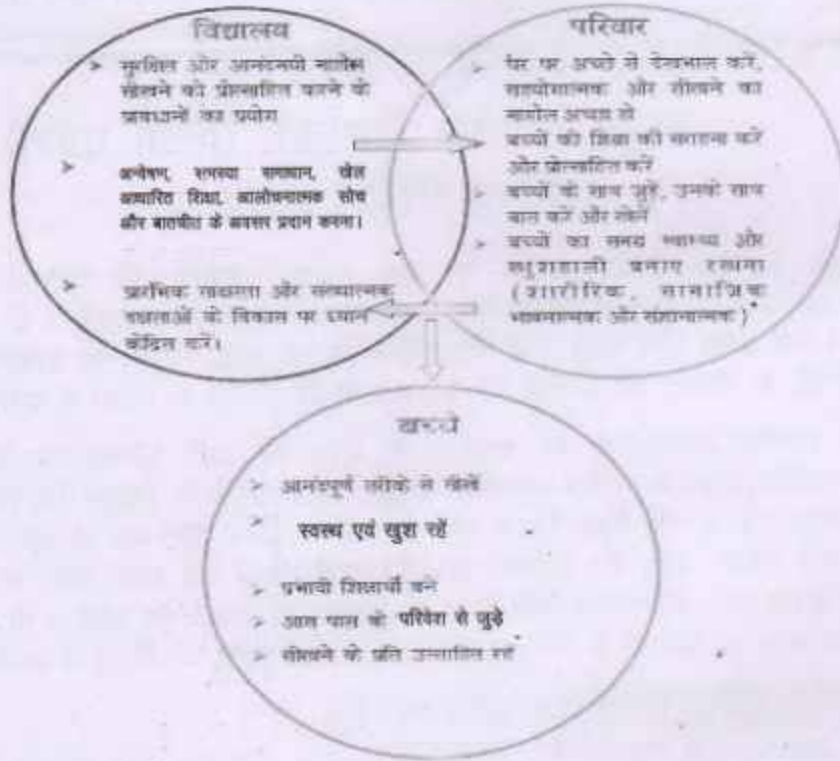 विद्यालय
➤ सुरक्षित और आनंदमयी माहौल
सीखने को प्रोत्साहित करने के
प्रावधानों का प्रयोग
➤ अन्वेषण, समस्या समाधान, खेल
आधारित शिक्षा, आलोचनात्मक सोच
और बातचीत के अवसर प्रदान करना।
➤ प्रारंभिक साक्षरता और संख्यात्मक
दक्षताओं के विकास पर ध्यान
केंद्रित करें।
परिवार
➤ घर पर अच्छे से देखभाल करें,
सहयोगात्मक और सीखने का
माहौल अच्छा हो
➤ बच्चों की शिक्षा की सराहना करें
और प्रोत्साहित करें
➤ बच्चों के साथ जुड़ें, उनके साथ
बात करें और खेलें
➤ बच्चों का समग्र स्वास्थ्य और
खुशहाली बनाए रखना
(शारीरिक, सामाजिक
भावनात्मक और संज्ञानात्मक)
बच्चे
➤ आनंदपूर्ण तरीके से सीखें
➤ स्वस्थ एवं खुश रहें
➤ प्रभावी शिक्षार्थी बनें
➤ आस पास के परिवेश से जुड़े
➤ सीखने के प्रति उत्साहित रहें